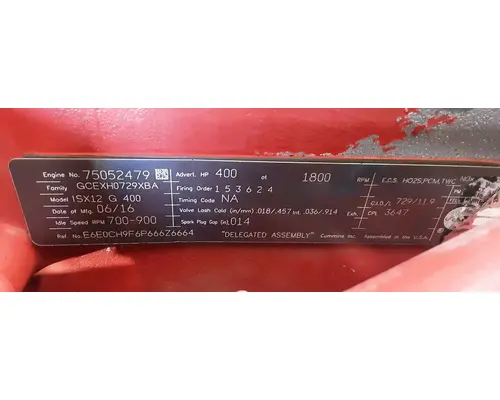 Engine No. 75052479 Advert. HP 400 at 1800 RPM E.C.S. HO2S,PCM,TWC
Family GCEXH0729XBA Firing Order 1 5 3 6 2 4
Model ISX12 G 400 Timing Code NA C.I.D./L 729/11.9
Date of Mfg. 06/16 Valve Lash Cold (in/mm) .018/.457 Int. .036/.914 Exh. CPL 3647
Idle Speed RPM 700-900 Spark Plug Gap (in) .014
Ref. No. E6E0CH9F6P666Z6664 "DELEGATED ASSEMBLY" Cummins Inc. Assembled in the U.S.A.